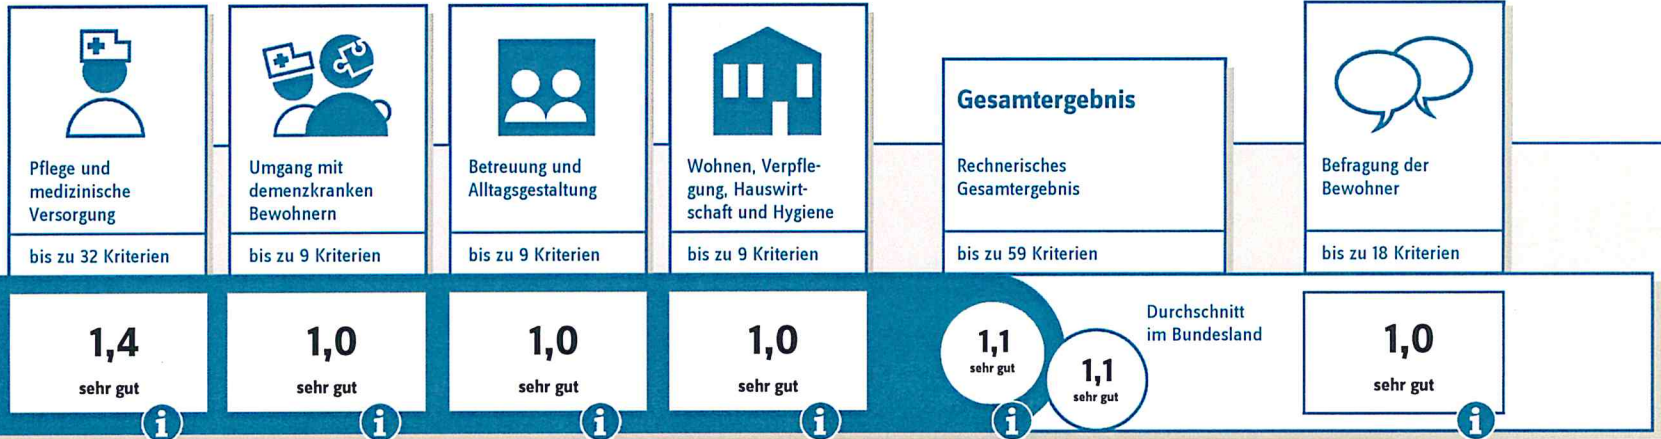 Pflege und
medizinische
Versorgung
bis zu 32 Kriterien
1,4
sehr gut
Umgang mit
demenzkranken
Bewohnern
bis zu 9 Kriterien
1,0
sehr gut
Betreuung und
Alltagsgestaltung
bis zu 9 Kriterien
1,0
sehr gut
Wohnen, Verpfle-
gung, Hauswirt-
schaft und Hygiene
bis zu 9 Kriterien
1,0
sehr gut
Gesamtergebnis
Rechnerisches
Gesamtergebnis
bis zu 59 Kriterien
1,1
sehr gut
Durchschnitt
im Bundesland
1,1
sehr gut
Befragung der
Bewohner
bis zu 18 Kriterien
1,0
sehr gut